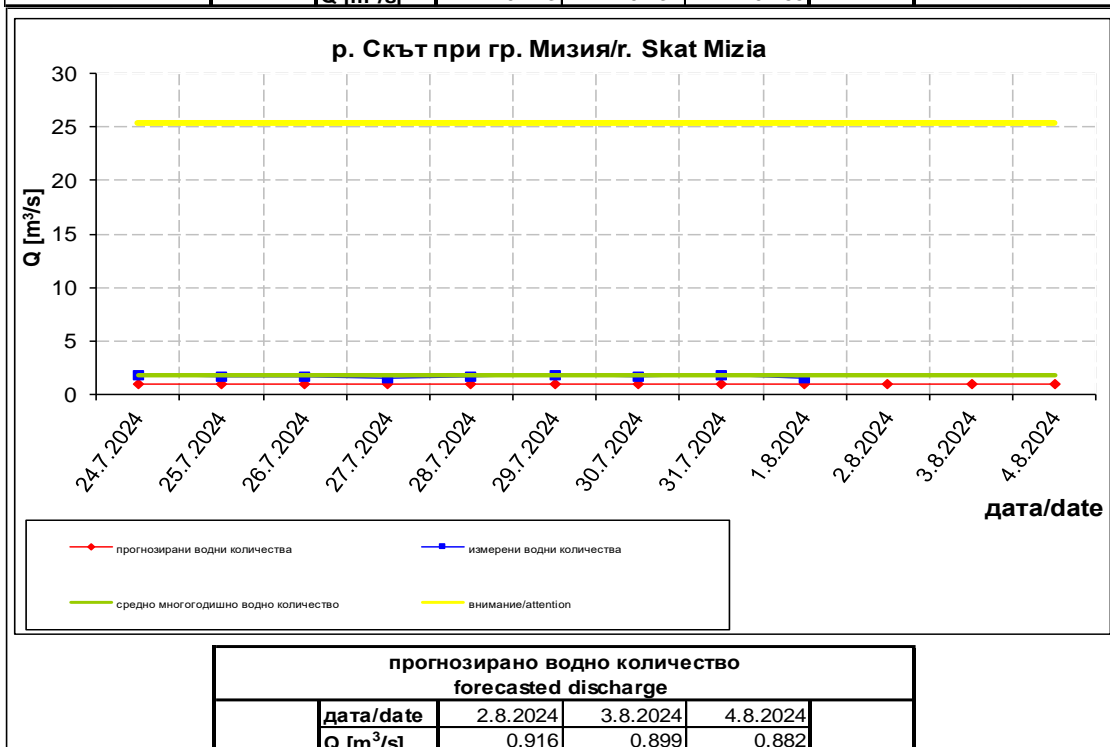 Q [m³/s]
р. Скът при гр. Мизия/r. Skat Mizia
30
25
20
15
10
5
0
Q [m³/s]
24.7.2024 25.7.2024 26.7.2024 27.7.2024 28.7.2024 29.7.2024 30.7.2024 31.7.2024 1.8.2024 2.8.2024 3.8.2024 4.8.2024
дата/date
прогнозирани водни количества измерени водни количества
средно многогодишно водно количество внимание/attention
прогнозирано водно количество
forecasted discharge
дата/date 2.8.2024 3.8.2024 4.8.2024
Q [m³/s] 0.916 0.899 0.882